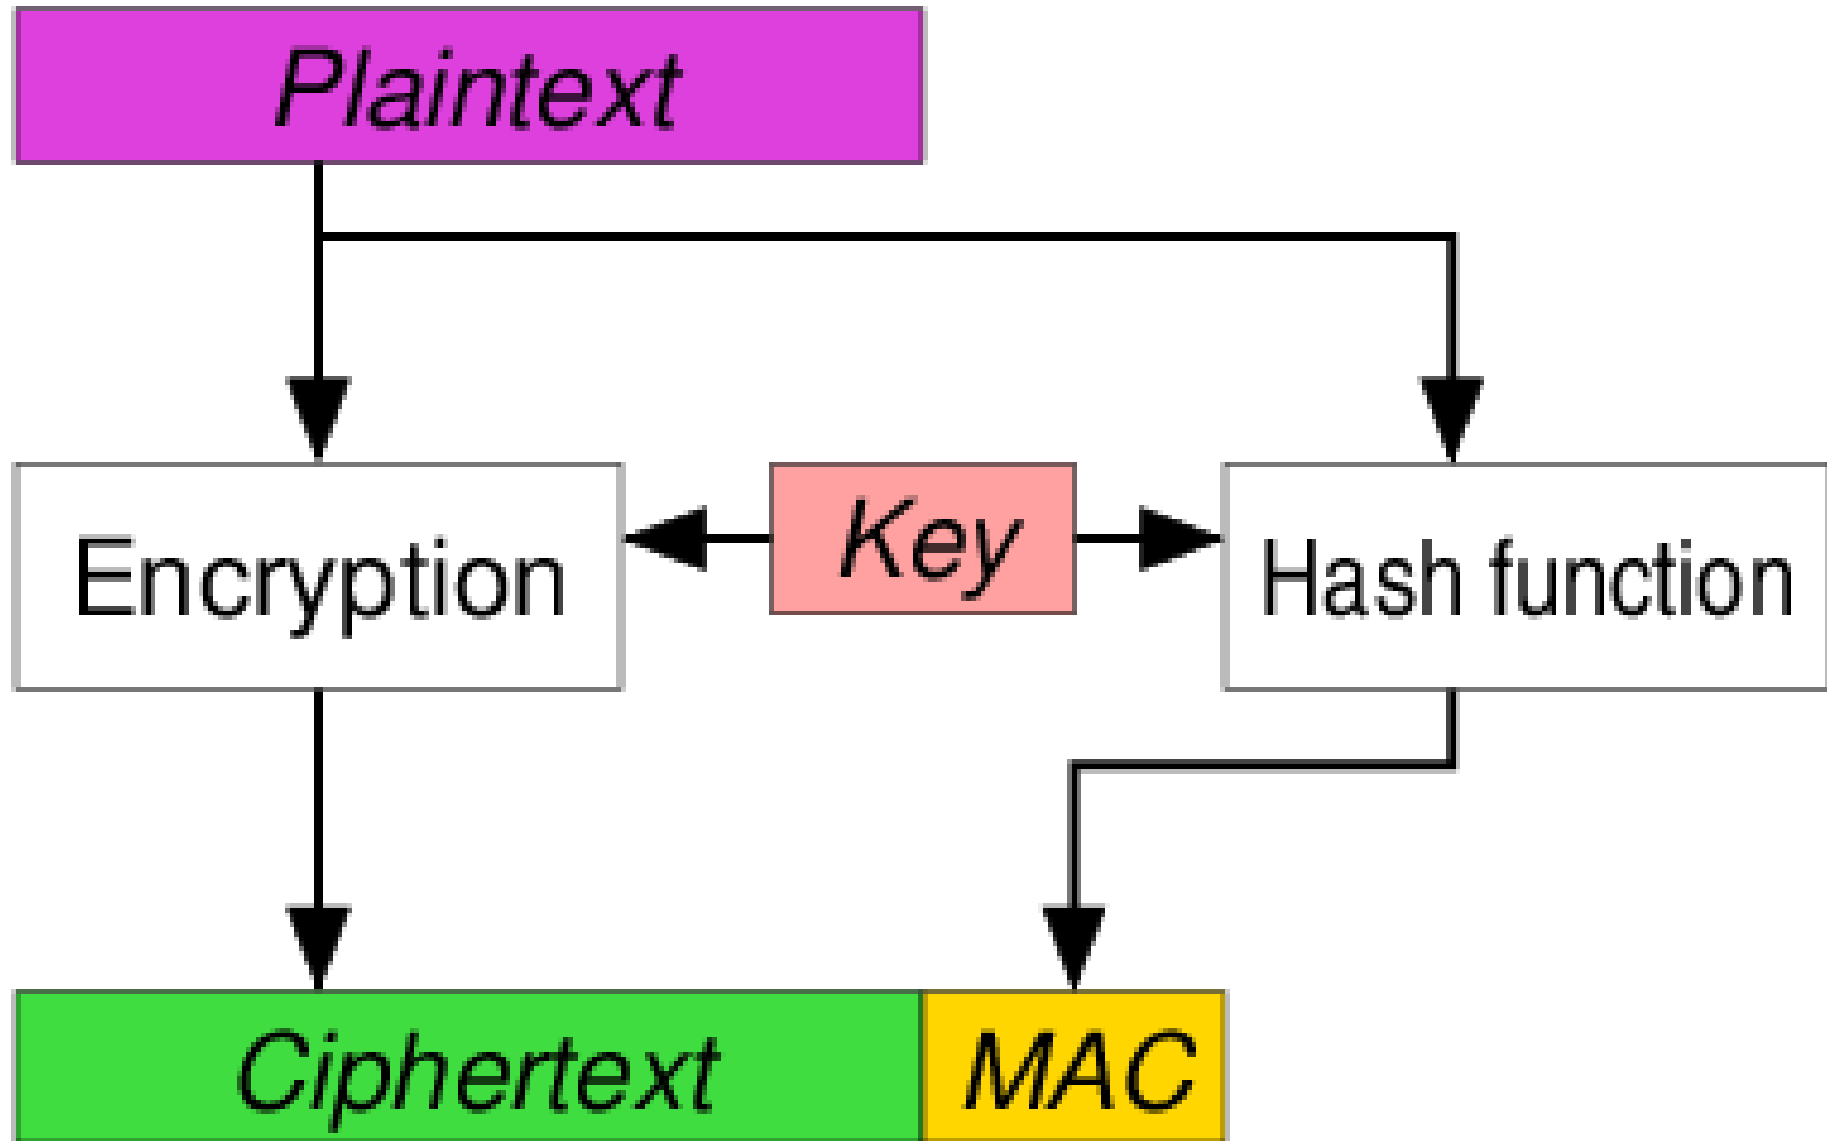 Plaintext
Encryption
Key
Hash function
Ciphertext
MAC